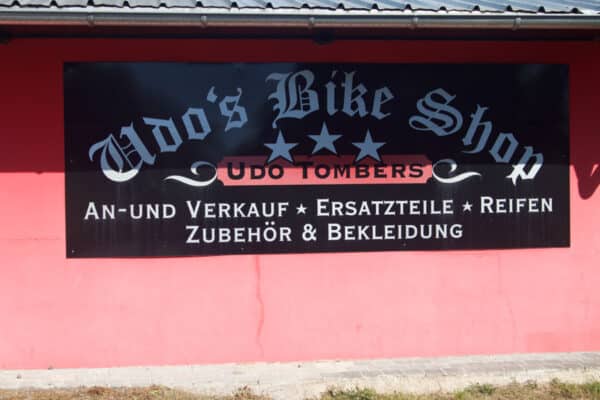 Udo's Bike Shop
UDO TOMBERS
AN-UND VERKAUF ★ ERSATZTEILE ★ REIFEN
ZUBEHÖR & BEKLEIDUNG